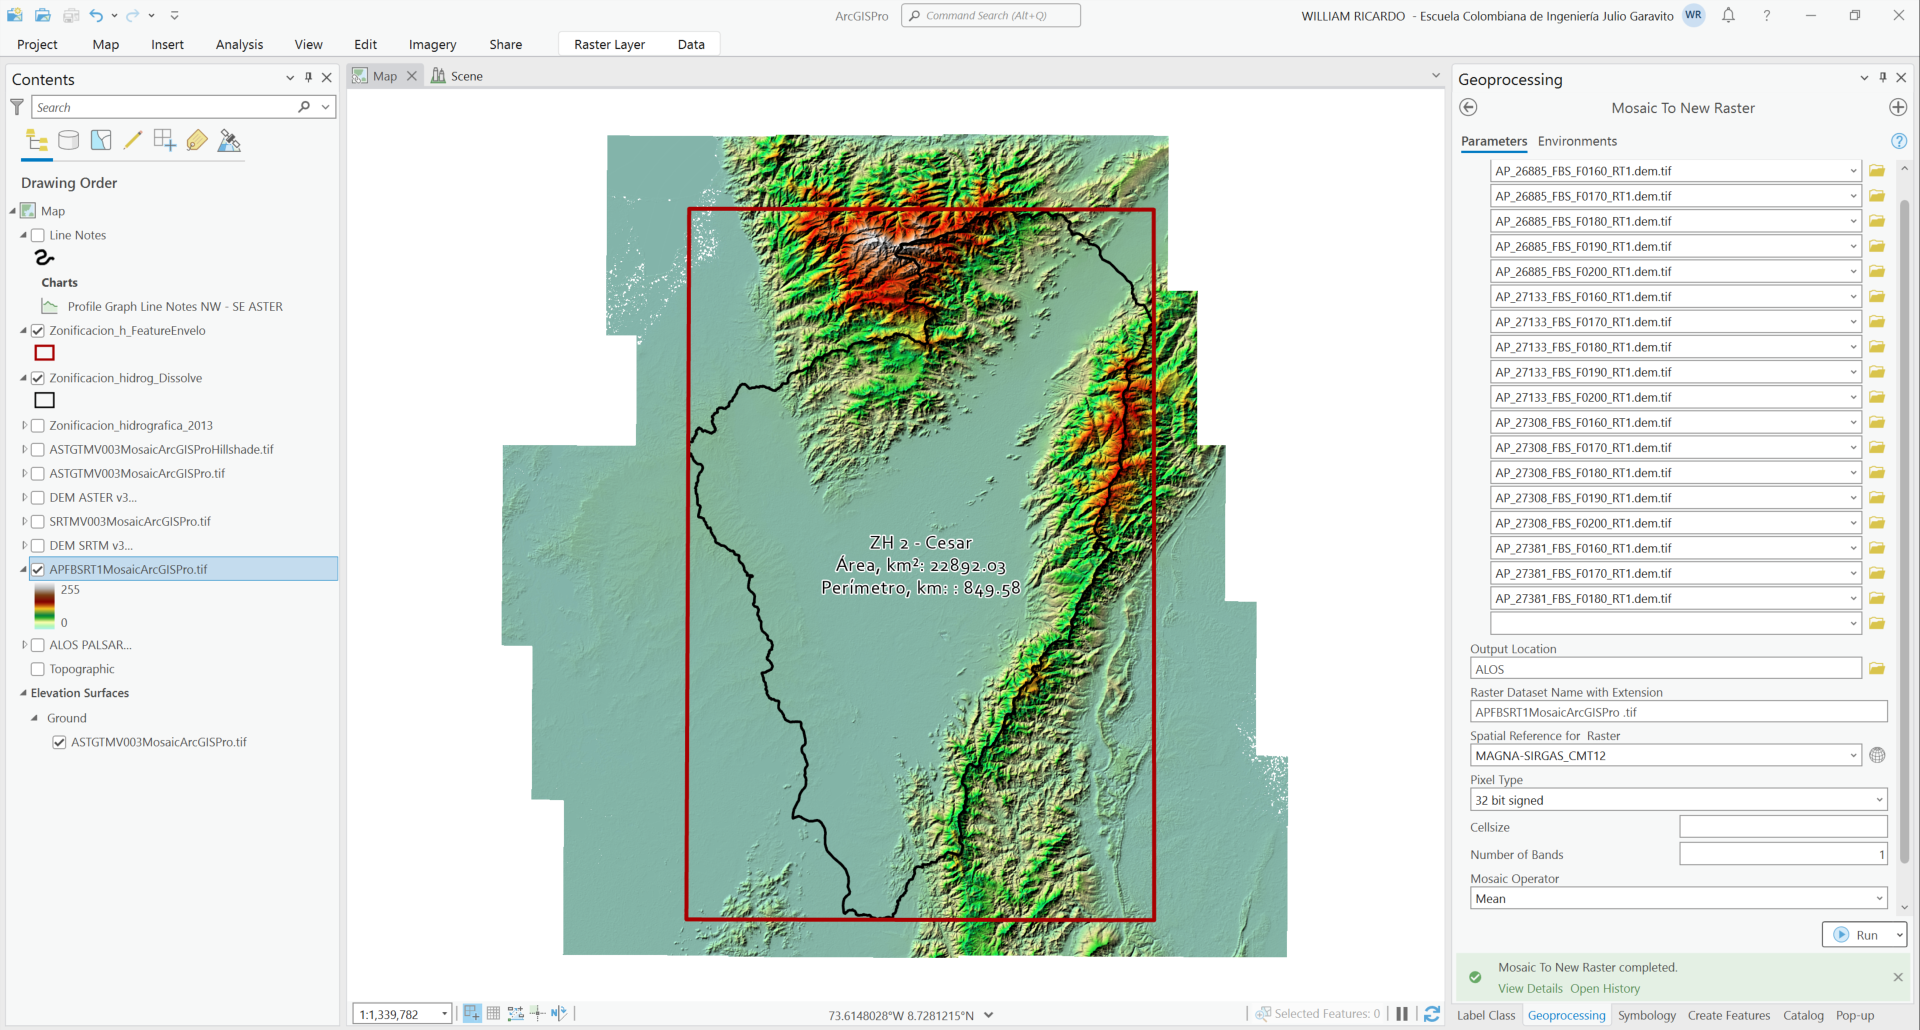 ArcGISPro
Command Search (Alt+Q)
WILLIAM RICARDO - Escuela Colombiana de Ingeniería Julio Garavito
WR
?
Project
Map
Insert
Analysis
View
Edit
Imagery
Share
Raster Layer
Data
Contents
Search
Drawing Order
Map
Line Notes
Charts
Profile Graph Line Notes NW - SE ASTER
Zonificacion_h_FeatureEnvelo
Zonificacion_hidrog_Dissolve
Zonificacion_hidrografica_2013
ASTGTMV003MosaicArcGISProHillshade.tif
ASTGTMV003MosaicArcGISPro.tif
DEM ASTER v3...
SRTMV003MosaicArcGISPro.tif
DEM SRTM v3...
APFBSRT1MosaicArcGISPro.tif
255
0
ALOS PALSAR...
Topographic
Elevation Surfaces
Ground
ASTGTMV003MosaicArcGISPro.tif
Map
Scene
ZH 2 - Cesar
Área, km²: 22892.03
Perímetro, km: : 849.58
1:1,339,782
73.6148028°W 8.7281215°N
Selected Features: 0
Geoprocessing
Mosaic To New Raster
Parameters
Environments
?
AP_26885_FBS_F0160_RT1.dem.tif
AP_26885_FBS_F0170_RT1.dem.tif
AP_26885_FBS_F0180_RT1.dem.tif
AP_26885_FBS_F0190_RT1.dem.tif
AP_26885_FBS_F0200_RT1.dem.tif
AP_27133_FBS_F0160_RT1.dem.tif
AP_27133_FBS_F0170_RT1.dem.tif
AP_27133_FBS_F0180_RT1.dem.tif
AP_27133_FBS_F0190_RT1.dem.tif
AP_27133_FBS_F0200_RT1.dem.tif
AP_27308_FBS_F0160_RT1.dem.tif
AP_27308_FBS_F0170_RT1.dem.tif
AP_27308_FBS_F0180_RT1.dem.tif
AP_27308_FBS_F0190_RT1.dem.tif
AP_27308_FBS_F0200_RT1.dem.tif
AP_27381_FBS_F0160_RT1.dem.tif
AP_27381_FBS_F0170_RT1.dem.tif
AP_27381_FBS_F0180_RT1.dem.tif
Output Location
ALOS
Raster Dataset Name with Extension
APFBSRT1MosaicArcGISPro .tif
Spatial Reference for Raster
MAGNA-SIRGAS_CMT12
Pixel Type
32 bit signed
Cellsize
Number of Bands
1
Mosaic Operator
Mean
Run
Mosaic To New Raster completed.
View Details Open History
Label Class
Geoprocessing
Symbology
Create Features
Catalog
Pop-up